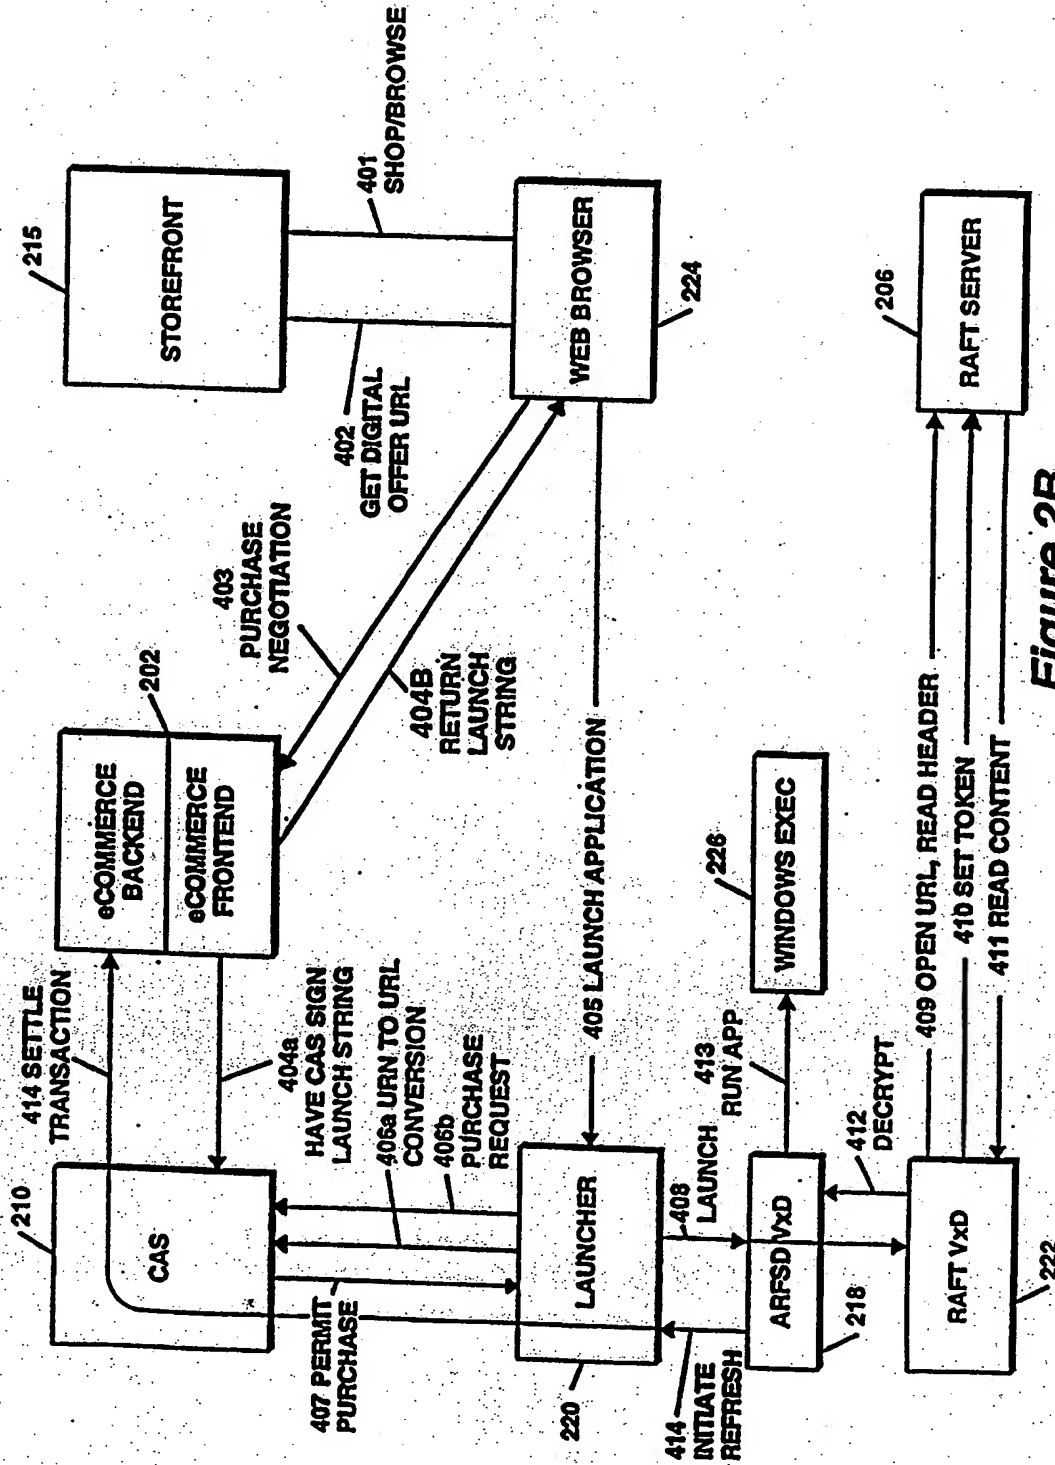 215
STOREFRONT
401
SHOP/BROWSE
402
GET DIGITAL
OFFER URL
WEB BROWSER
224
403
PURCHASE
NEGOTIATION
404B
RETURN
LAUNCH
STRING
202
eCOMMERCE
BACKEND
eCOMMERCE
FRONTEND
414 SETTLE
TRANSACTION
404a
HAVE CAS SIGN
LAUNCH STRING
406a URN TO URL
CONVERSION
406b
PURCHASE
REQUEST
405 LAUNCH APPLICATION
210
CAS
407 PERMIT
PURCHASE
LAUNCHER
220
408
LAUNCH
413
RUN APP
226
WINDOWS EXEC
414
INITIATE
REFRESH
ARFSD VxD
218
412
DECRYPT
RAFT VxD
222
409 OPEN URL, READ HEADER
410 SET TOKEN
411 READ CONTENT
206
RAFT SERVER
Figure 2B